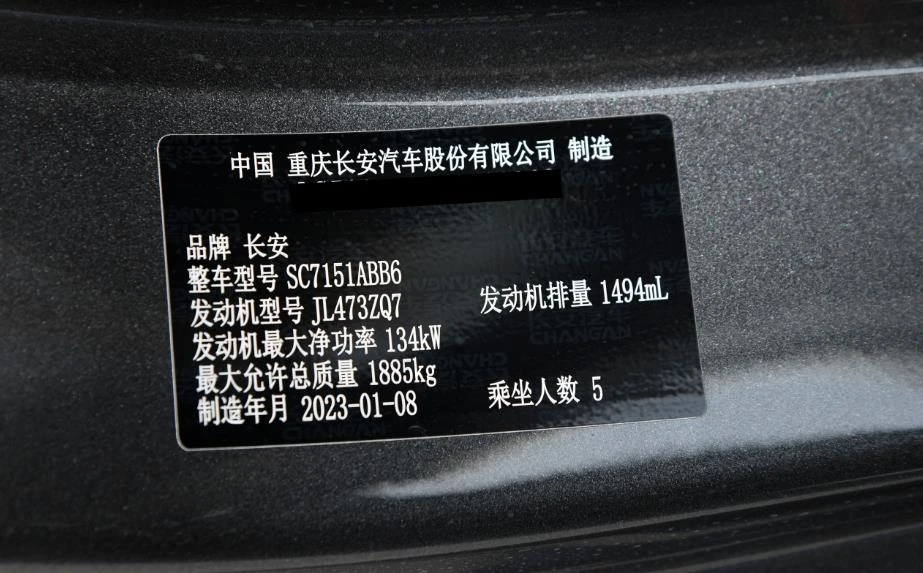 中国 重庆长安汽车股份有限公司 制造
品牌 长安
整车型号 SC7151ABB6
发动机型号 JL473ZQ7 发动机排量 1494mL
发动机最大净功率 134kW
最大允许总质量 1885kg
制造年月 2023-01-08 乘坐人数 5